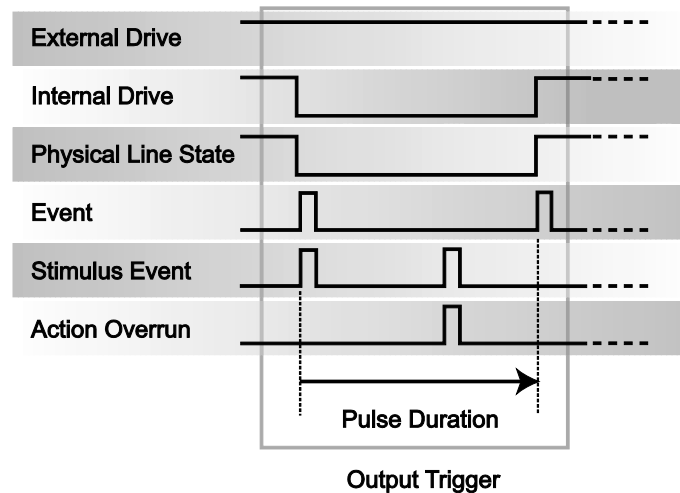 External Drive
Internal Drive
Physical Line State
Event
Stimulus Event
Action Overrun
Pulse Duration
Output Trigger